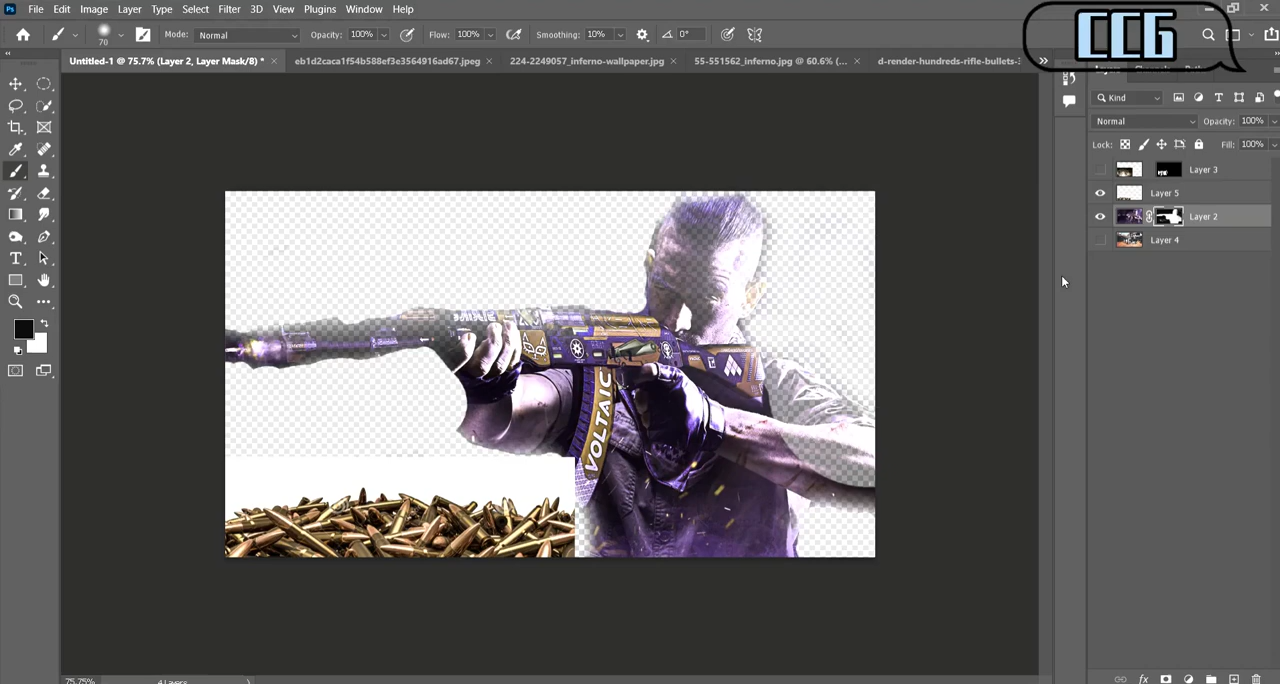 CCG
Ps File Edit Image Layer Type Select Filter 3D View Plugins Window Help
70 Mode: Normal Opacity: 100% Flow: 100% Smoothing: 10% 0°
Untitled-1 @ 75.7% (Layer 2, Layer Mask/8) * × eb1d2caca1f54b588ef3e3564916ad67.jpeg × 224-2249057_inferno-wallpaper.jpg × 55-551562_inferno.jpg @ 60.6% (... × d-render-hundreds-rifle-bullets-
Kind
Normal Opacity: 100%
Lock: Fill: 100%
Layer 3
Layer 5
Layer 2
Layer 4
VOLTAIC
75.75% 4 Layers
fx